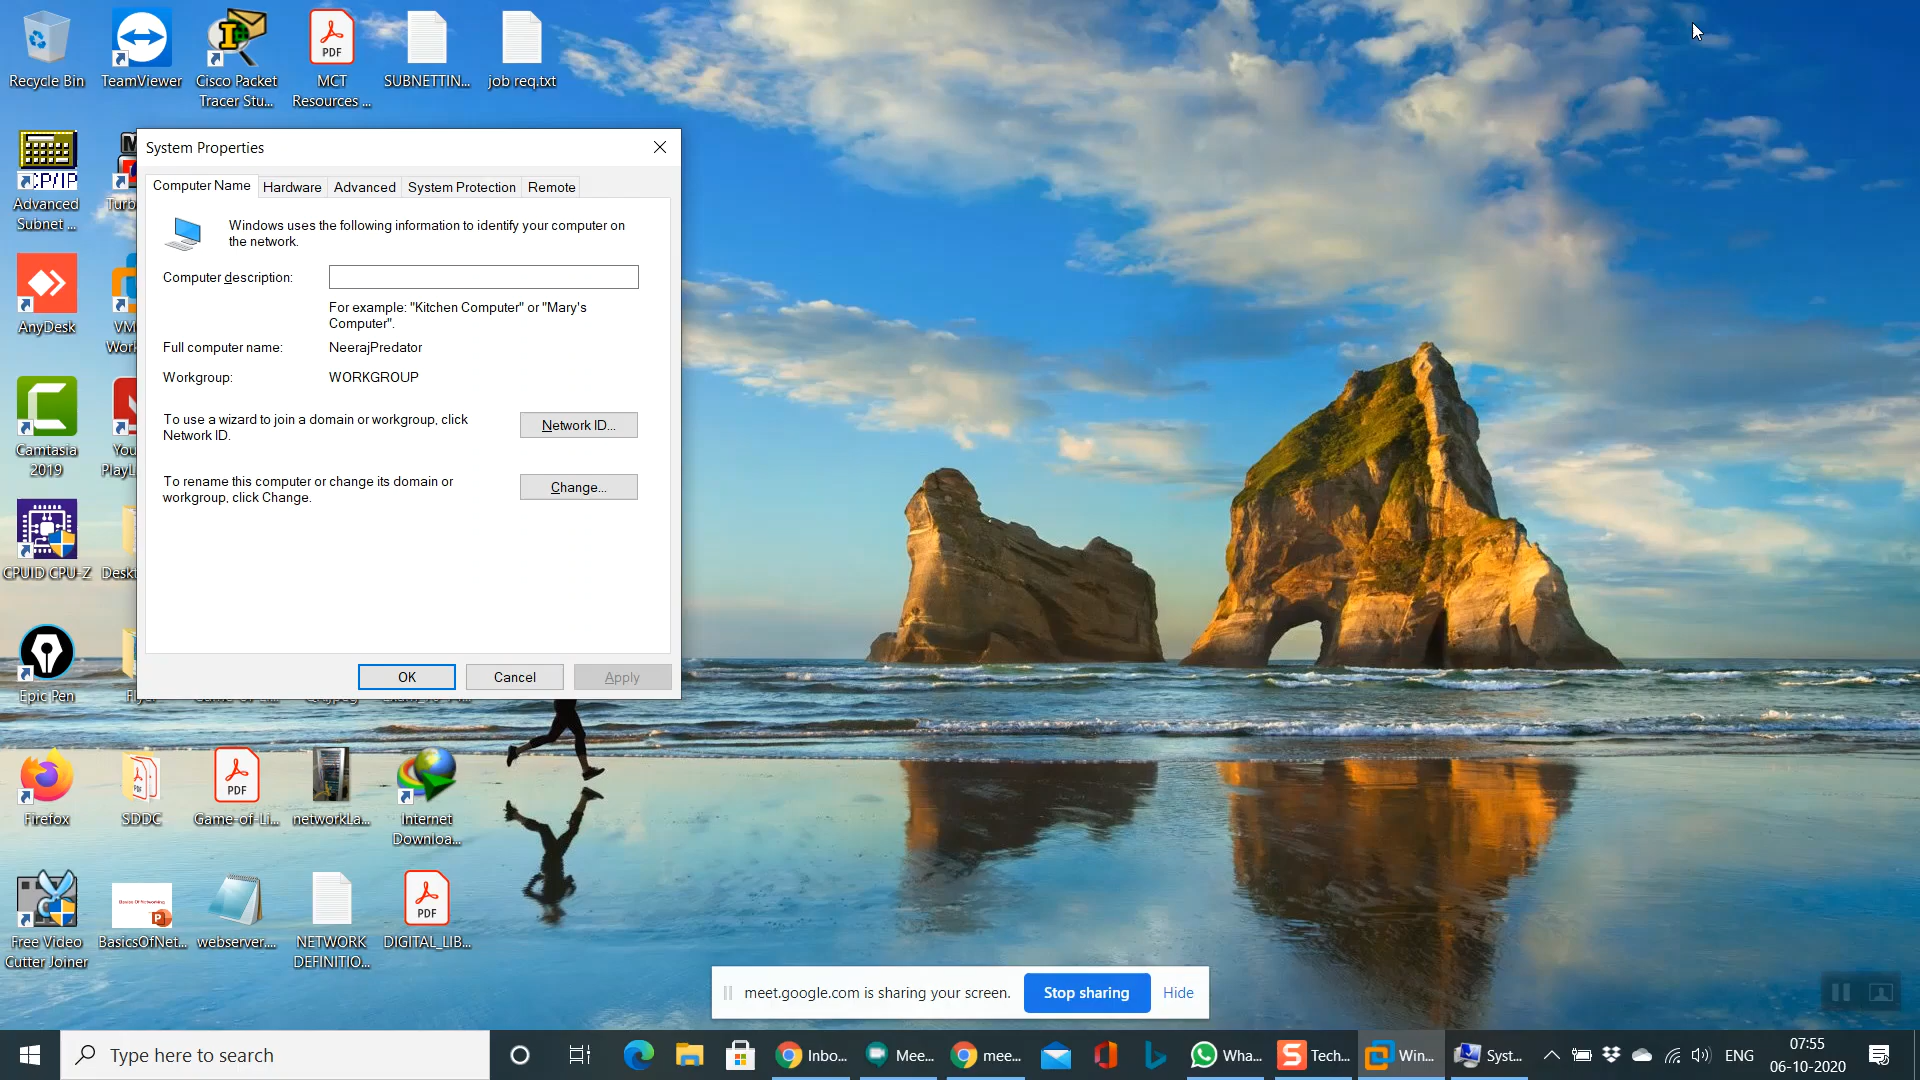 Recycle Bin
TeamViewer
Cisco Packet
Tracer Stu...
MCT
Resources ...
SUBNETTIN...
job req.txt
System Properties
Computer Name
Hardware
Advanced
System Protection
Remote
Windows uses the following information to identify your computer on
the network.
Computer description:
For example: "Kitchen Computer" or "Mary's
Computer".
Full computer name:
NeerajPredator
Workgroup:
WORKGROUP
To use a wizard to join a domain or workgroup, click
Network ID.
Network ID...
To rename this computer or change its domain or
workgroup, click Change.
Change...
OK
Cancel
Apply
Advanced
Subnet ...
AnyDesk
Camtasia
2019
CPUID CPU-Z
Epic Pen
Firefox
SDDC
Game-of-Li...
networkLa...
Internet
Downloa...
Free Video
Cutter Joiner
BasicsOfNet...
webserver....
NETWORK
DEFINITIO...
DIGITAL_LIB...
meet.google.com is sharing your screen.
Stop sharing
Hide
Type here to search
Inbo...
Mee...
mee...
Wha...
Tech...
Win...
Syst...
ENG
07:55
06-10-2020